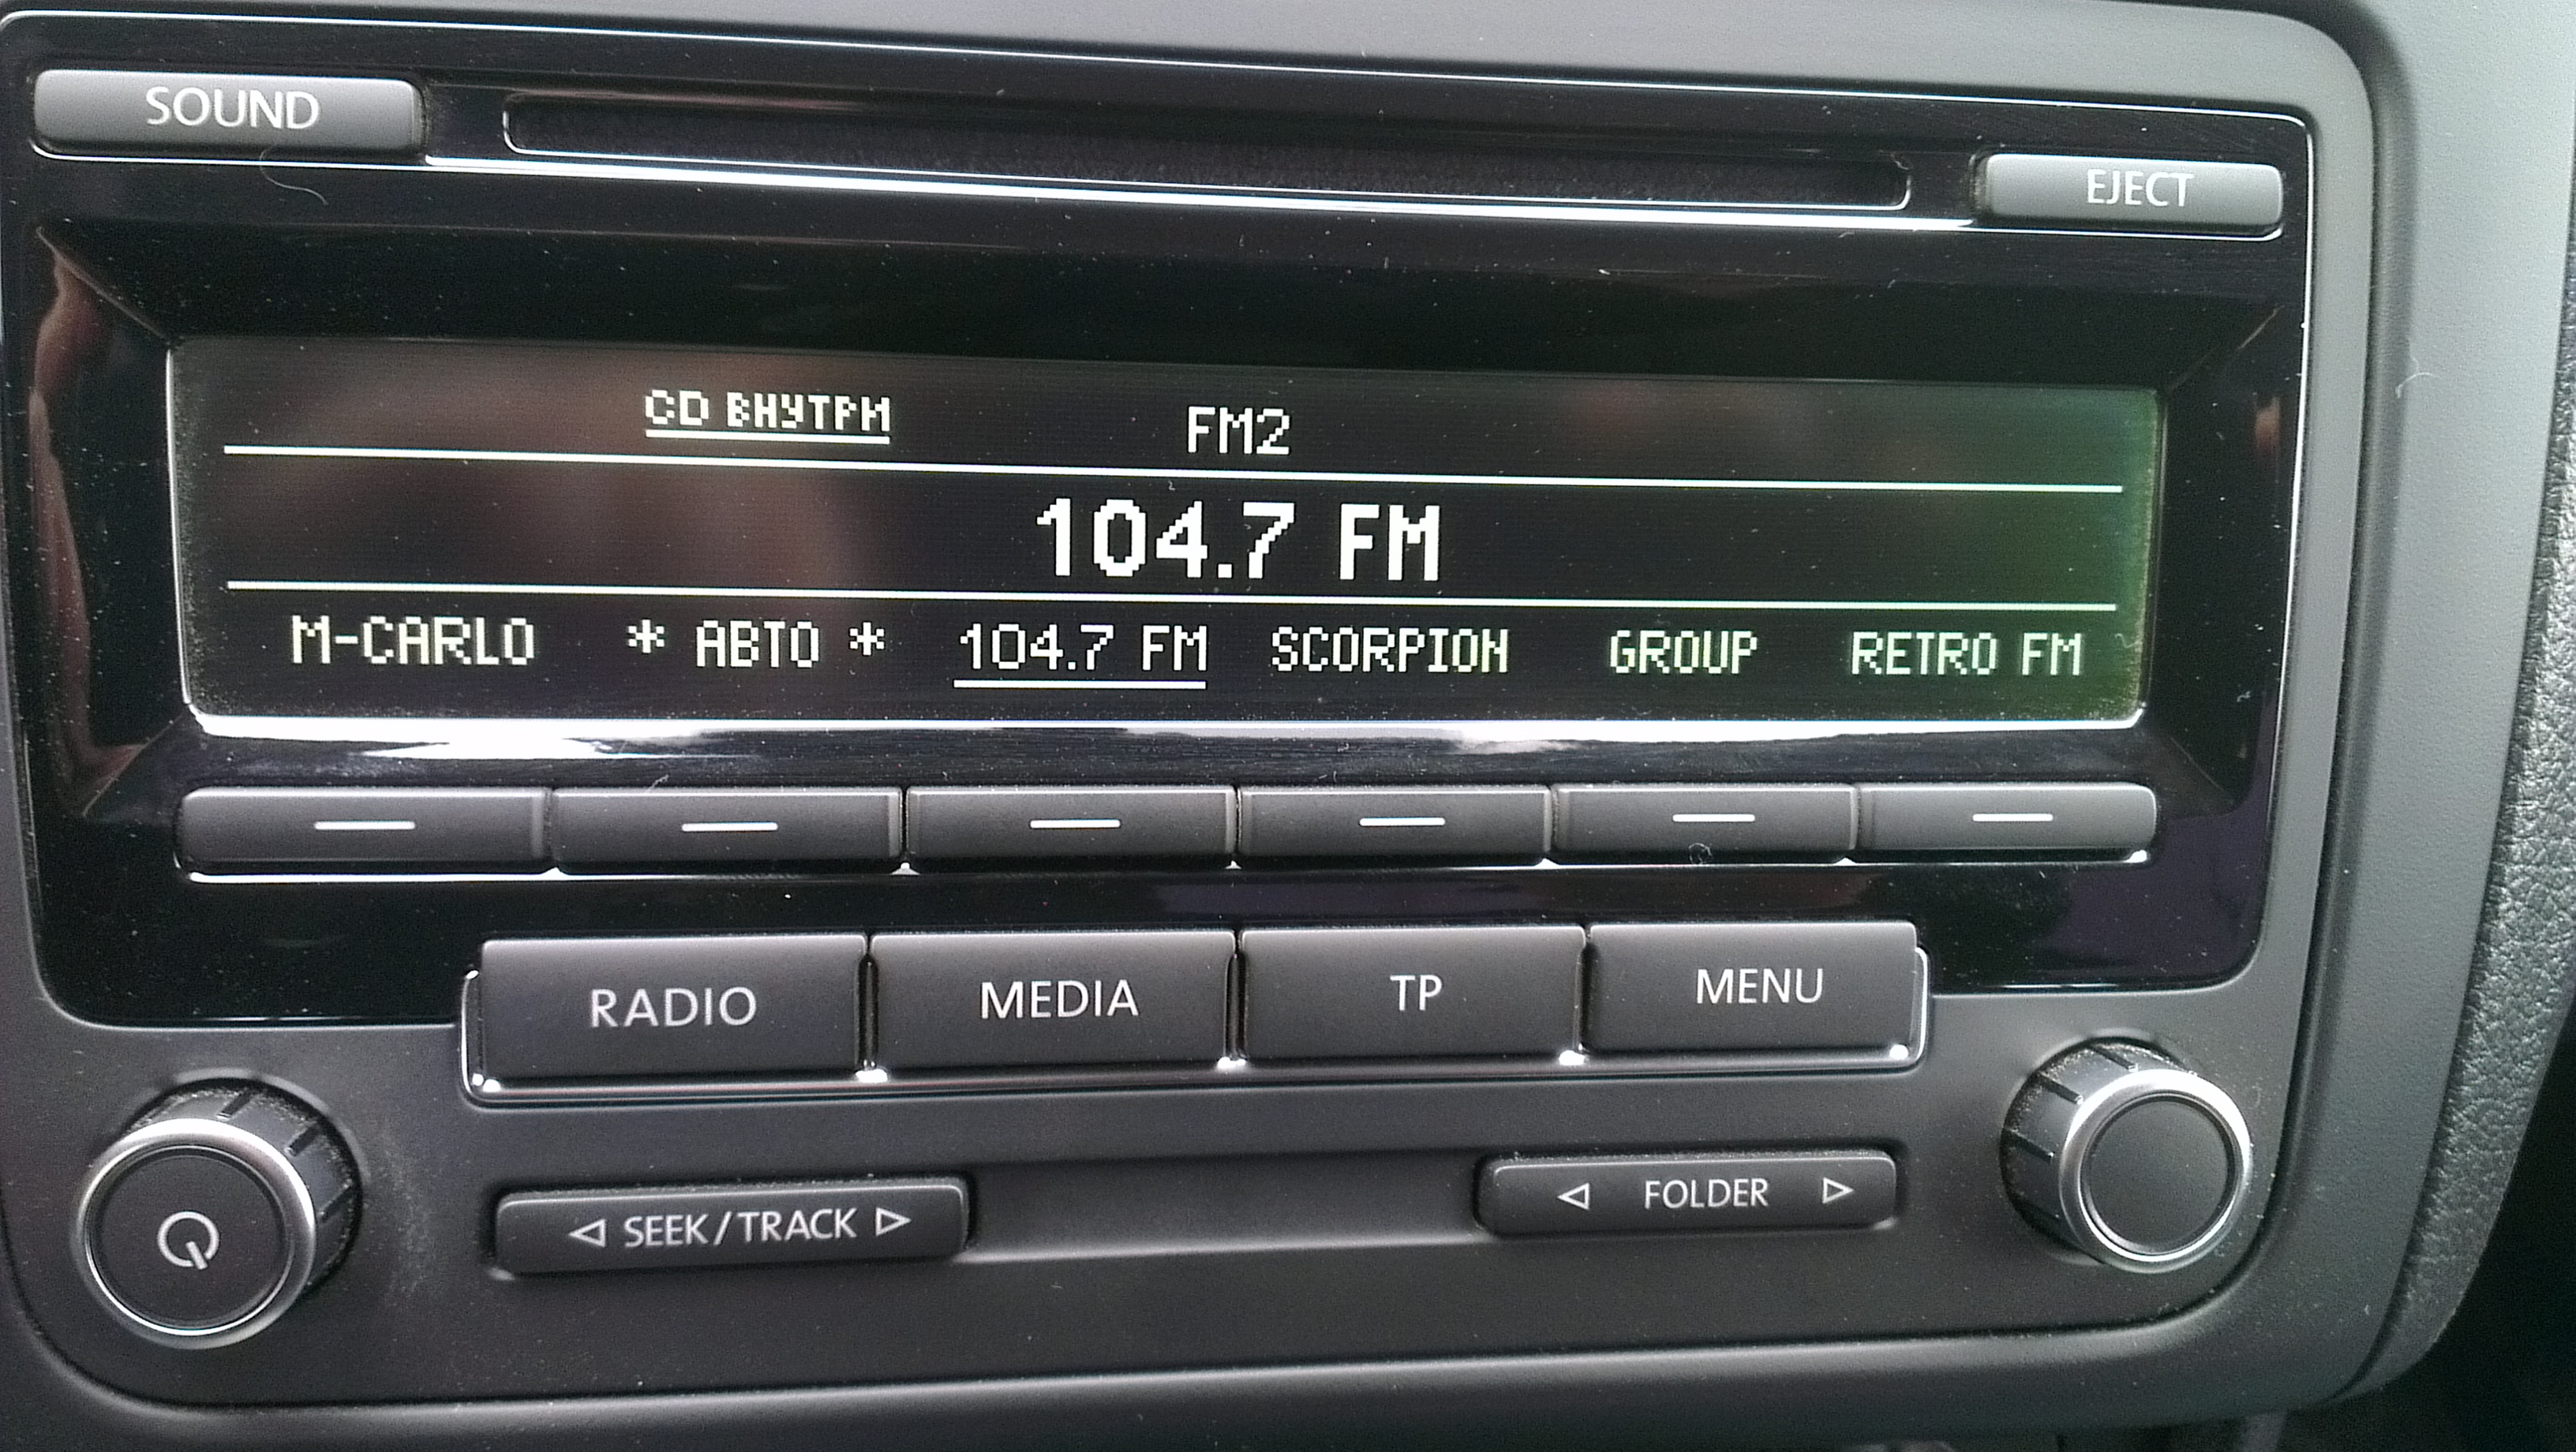 SOUND
EJECT
CD ВНУТРИ FM2
104.7 FM
M-CARLO * АВТО * 104.7 FM SCORPION GROUP RETRO FM
RADIO MEDIA TP MENU
SEEK/TRACK FOLDER